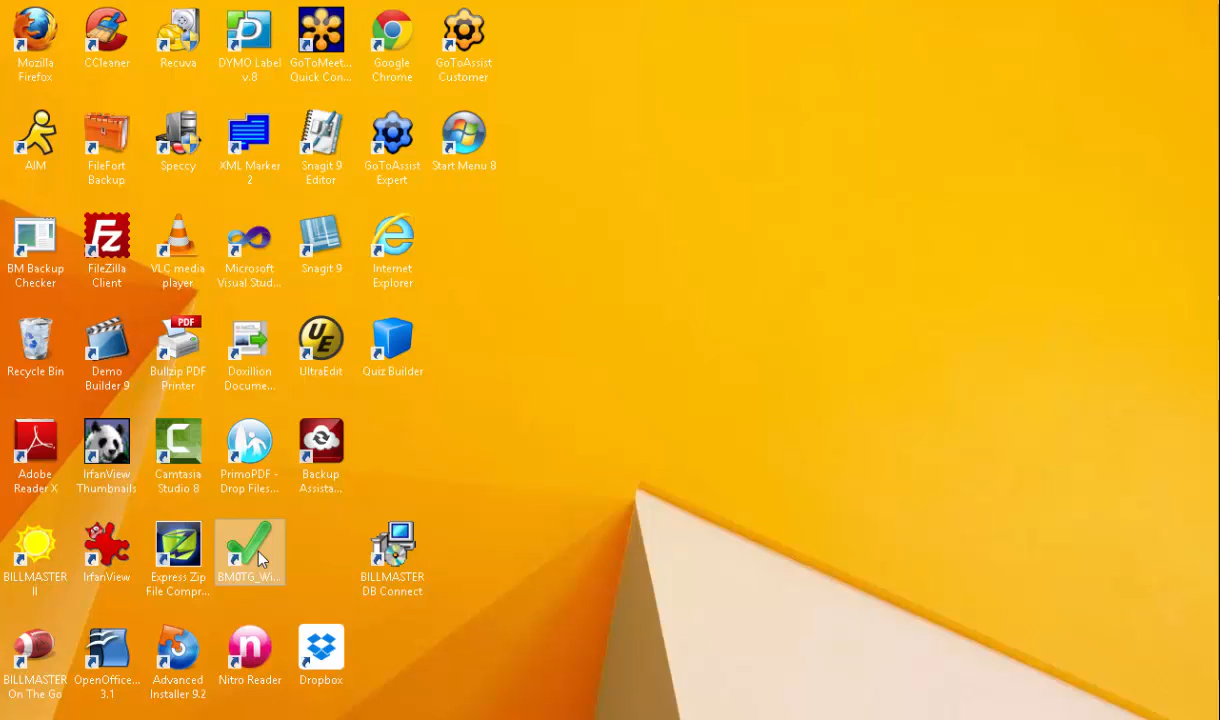 Mozilla
Firefox
CCleaner
Recuva
DYMO Label
v.8
GoToMeet...
Quick Con...
Google
Chrome
GoToAssist
Customer
AIM
FileFort
Backup
Speccy
XML Marker
2
Snagit 9
Editor
GoToAssist
Expert
Start Menu 8
BM Backup
Checker
Fz
FileZilla
Client
VLC media
player
Microsoft
Visual Stud...
Snagit 9
Internet
Explorer
Recycle Bin
Demo
Builder 9
PDF
Bullzip PDF
Printer
Doxillion
Docume...
UE
UltraEdit
Quiz Builder
Adobe
Reader X
IrfanView
Thumbnails
C
Camtasia
Studio 8
PrimoPDF -
Drop Files...
Backup
Assista...
BILLMASTER
II
IrfanView
Express Zip
File Compr...
BMOTG_Wi...
BILLMASTER
DB Connect
BILLMASTER
On The Go
OpenOffice...
3.1
Advanced
Installer 9.2
n
Nitro Reader
Dropbox